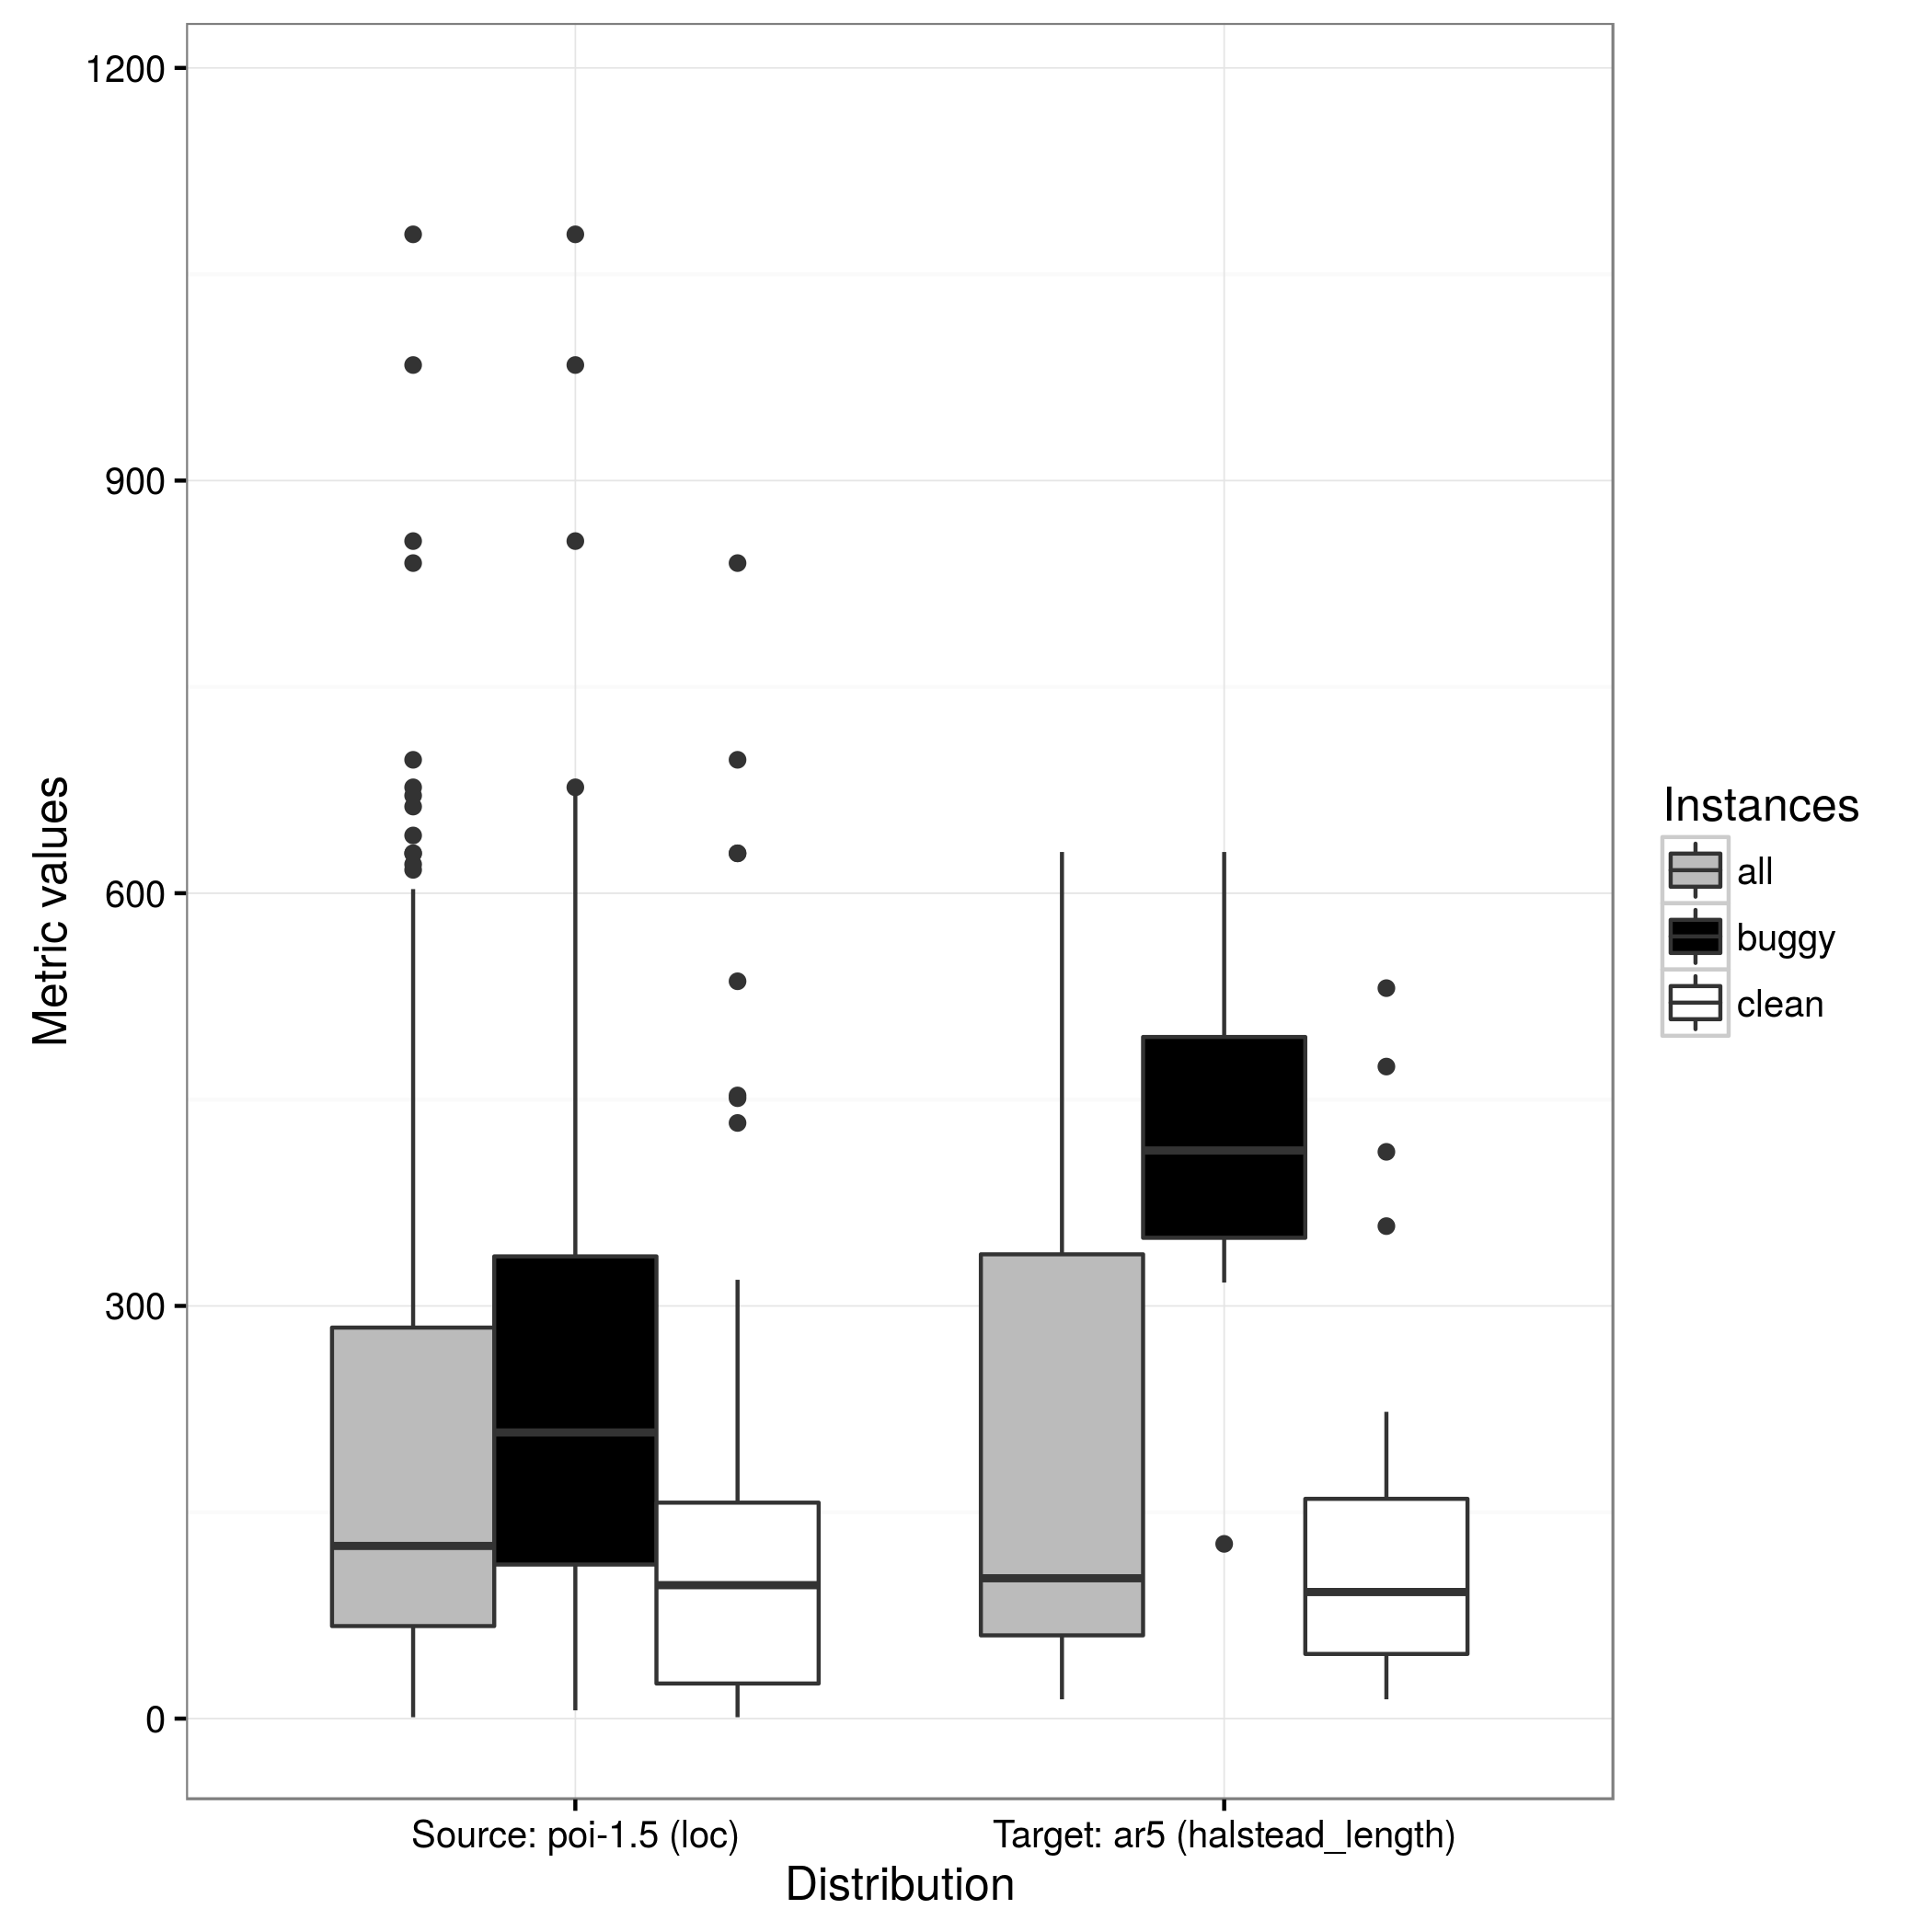 1200
900
600
300
0
Metric values
Source: poi-1.5 (loc)
Target: ar5 (halstead_length)
Distribution
Instances
all
buggy
clean